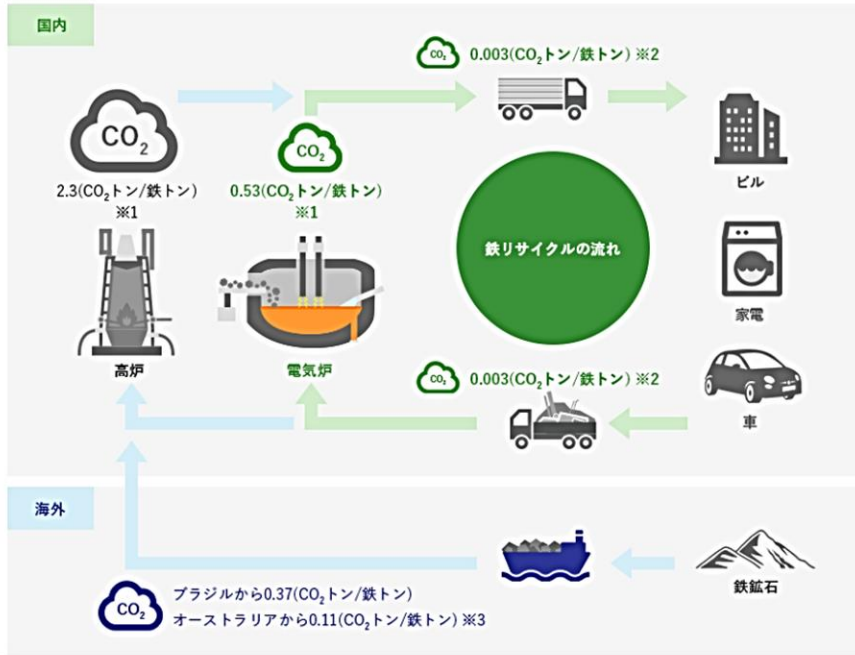 国内
CO₂ 0.003(CO₂トン/鉄トン) ※2
CO₂
2.3(CO₂トン/鉄トン)
※1
CO₂
0.53(CO₂トン/鉄トン)
※1
ビル
鉄リサイクルの流れ
家電
高炉
電気炉
CO₂ 0.003(CO₂トン/鉄トン) ※2
車
海外
鉄鉱石
CO₂
ブラジルから0.37(CO₂トン/鉄トン)
オーストラリアから0.11(CO₂トン/鉄トン) ※3